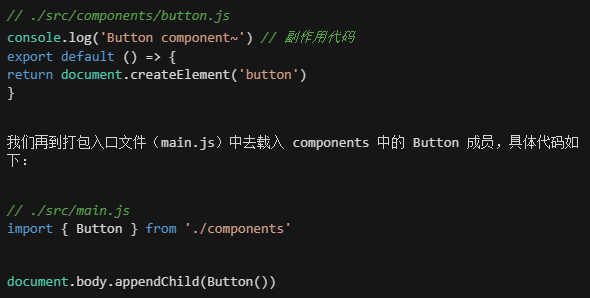 // ./src/components/button.js
console.log('Button component~') // 副作用代码
export default () => {
return document.createElement('button')
}
我们再到打包入口文件（main.js）中去载入 components 中的 Button 成员，具体代码如
下：
// ./src/main.js
import { Button } from './components'
document.body.appendChild(Button())